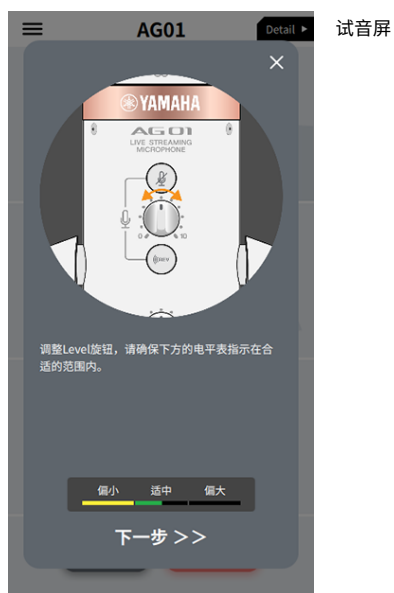 AG01
Detail ▶
试音屏
YAMAHA
AG01
LIVE STREAMING
MICROPHONE
0 10
REV
调整Level旋钮，请确保下方的电平表指示在合
适的范围内。
偏小 适中 偏大
下一步 >>